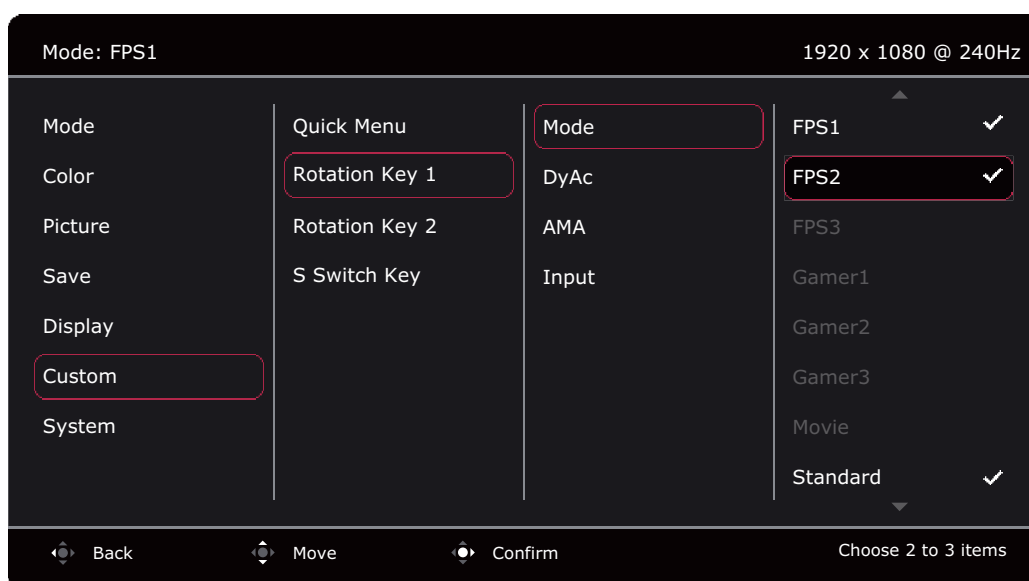 Mode: FPS1
1920 x 1080 @ 240Hz
Mode
Color
Picture
Save
Display
Custom
System
Quick Menu
Rotation Key 1
Rotation Key 2
S Switch Key
Mode
DyAc
AMA
Input
FPS1
FPS2
FPS3
Gamer1
Gamer2
Gamer3
Movie
Standard
Back
Move
Confirm
Choose 2 to 3 items